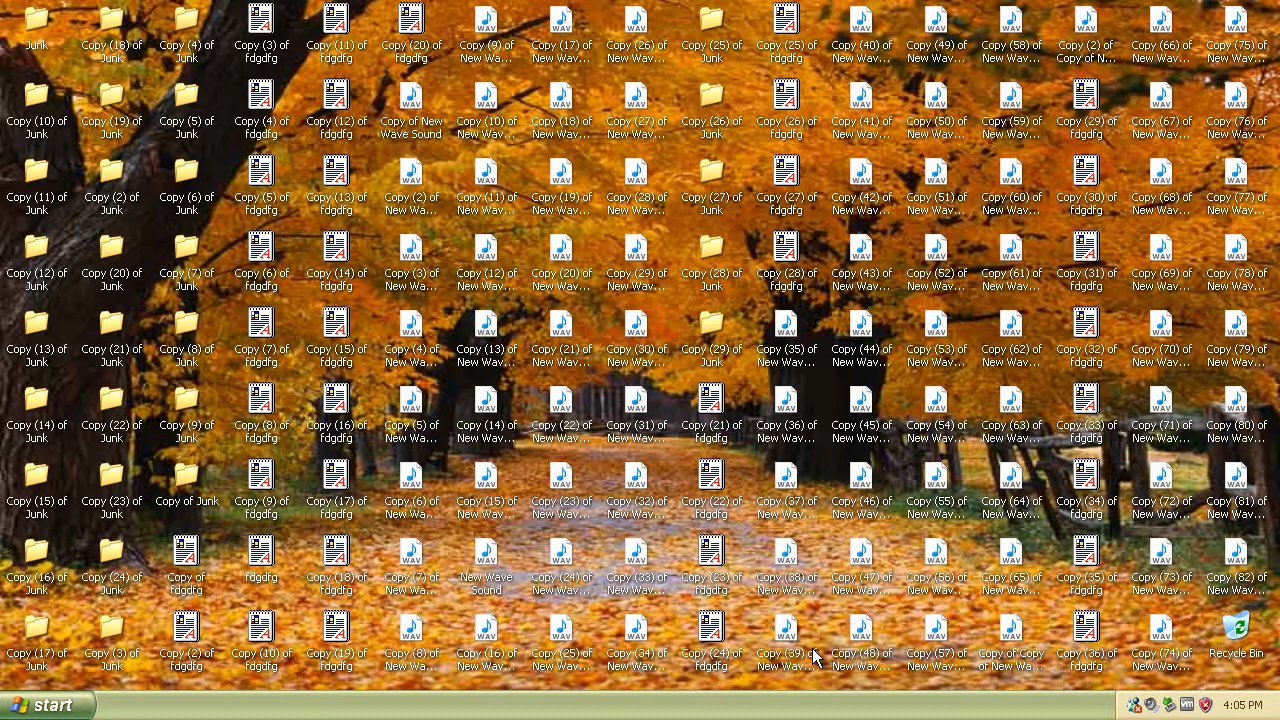 Junk Copy (18) of Copy (4) of Copy (3) of Copy (11) of Copy (20) of Copy (9) of Copy (17) of Copy (26) of Copy (25) of Copy (25) of Copy (40) of Copy (49) of Copy (58) of Copy (2) of Copy (66) of Copy (75) of
Junk Junk fdgdfg fdgdfg fdgdfg New Wa... New Wav... New Wav... Junk fdgdfg New Wav... New Wav... New Wav... Copy of N... New Wav... New Wav...
Copy (10) of Copy (19) of Copy (5) of Copy (4) of Copy (12) of Copy of New Copy (10) of Copy (18) of Copy (27) of Copy (26) of Copy (26) of Copy (41) of Copy (50) of Copy (59) of Copy (29) of Copy (67) of Copy (76) of
Junk Junk Junk fdgdfg fdgdfg Wave Sound New Wav... New Wav... New Wav... Junk fdgdfg New Wav... New Wav... New Wav... fdgdfg New Wav... New Wav...
Copy (11) of Copy (2) of Copy (6) of Copy (5) of Copy (13) of Copy (2) of Copy (11) of Copy (19) of Copy (28) of Copy (27) of Copy (27) of Copy (42) of Copy (51) of Copy (60) of Copy (30) of Copy (68) of Copy (77) of
Junk Junk Junk fdgdfg fdgdfg New Wa... New Wav... New Wav... New Wav... Junk fdgdfg New Wav... New Wav... New Wav... fdgdfg New Wav... New Wav...
Copy (12) of Copy (20) of Copy (7) of Copy (6) of Copy (14) of Copy (3) of Copy (12) of Copy (20) of Copy (29) of Copy (28) of Copy (28) of Copy (43) of Copy (52) of Copy (61) of Copy (31) of Copy (69) of Copy (78) of
Junk Junk Junk fdgdfg fdgdfg New Wa... New Wav... New Wav... New Wav... Junk fdgdfg New Wav... New Wav... New Wav... fdgdfg New Wav... New Wav...
Copy (13) of Copy (21) of Copy (8) of Copy (7) of Copy (15) of Copy (4) of Copy (13) of Copy (21) of Copy (30) of Copy (29) of Copy (35) of Copy (44) of Copy (53) of Copy (62) of Copy (32) of Copy (70) of Copy (79) of
Junk Junk Junk fdgdfg fdgdfg New Wa... New Wav... New Wav... New Wav... Junk New Wav... New Wav... New Wav... New Wav... fdgdfg New Wav... New Wav...
Copy (14) of Copy (22) of Copy (9) of Copy (8) of Copy (16) of Copy (5) of Copy (14) of Copy (22) of Copy (31) of Copy (21) of Copy (36) of Copy (45) of Copy (54) of Copy (63) of Copy (33) of Copy (71) of Copy (80) of
Junk Junk Junk fdgdfg fdgdfg New Wa... New Wav... New Wav... New Wav... fdgdfg New Wav... New Wav... New Wav... New Wav... fdgdfg New Wav... New Wav...
Copy (15) of Copy (23) of Copy of Junk Copy (9) of Copy (17) of Copy (6) of Copy (15) of Copy (23) of Copy (32) of Copy (22) of Copy (37) of Copy (46) of Copy (55) of Copy (64) of Copy (34) of Copy (72) of Copy (81) of
Junk Junk fdgdfg fdgdfg New Wa... New Wav... New Wav... New Wav... fdgdfg New Wav... New Wav... New Wav... New Wav... fdgdfg New Wav... New Wav...
Copy (16) of Copy (24) of Copy of fdgdfg Copy (18) of Copy (7) of New Wave Copy (24) of Copy (33) of Copy (23) of Copy (38) of Copy (47) of Copy (56) of Copy (65) of Copy (35) of Copy (73) of Copy (82) of
Junk Junk fdgdfg fdgdfg New Wa... Sound New Wav... New Wav... fdgdfg New Wav... New Wav... New Wav... New Wav... fdgdfg New Wav... New Wav...
Copy (17) of Copy (3) of Copy (2) of Copy (10) of Copy (19) of Copy (8) of Copy (16) of Copy (25) of Copy (34) of Copy (24) of Copy (39) of Copy (48) of Copy (57) of Copy of Copy Copy (36) of Copy (74) of Recycle Bin
Junk Junk fdgdfg fdgdfg fdgdfg New Wa... New Wav... New Wav... New Wav... fdgdfg New Wav... New Wav... New Wav... of New Wav... fdgdfg New Wav...
start 4:05 PM